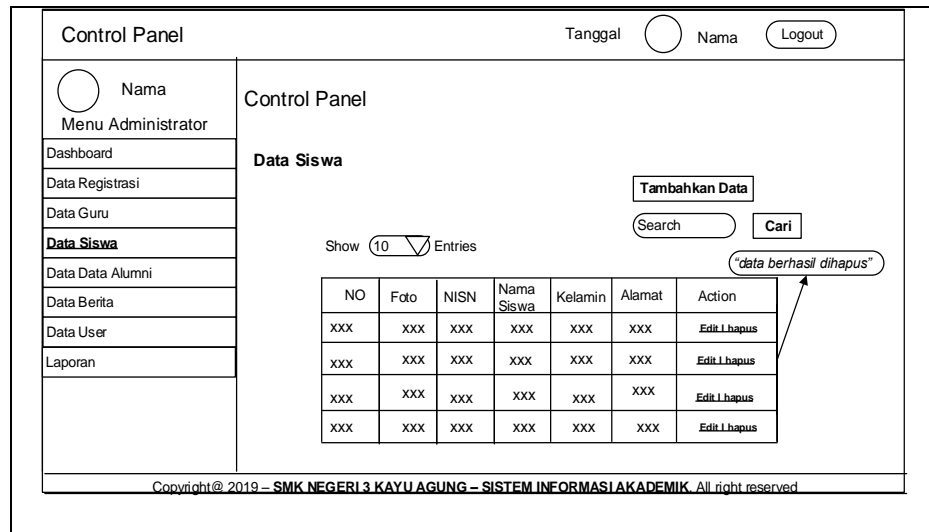 Control Panel Tanggal Nama Logout
Nama
Menu Administrator
Dashboard
Data Registrasi
Data Guru
Data Siswa
Data Data Alumni
Data Berita
Data User
Laporan
Control Panel
Data Siswa
Tambahkan Data
Search Cari
Show 10 Entries
“data berhasil dihapus”
NO Foto NISN Nama Siswa Kelamin Alamat Action
xxx xxx xxx xxx xxx xxx Edit I hapus
xxx xxx xxx xxx xxx xxx Edit I hapus
xxx xxx xxx xxx xxx xxx Edit I hapus
xxx xxx xxx xxx xxx xxx Edit I hapus
Copyright@ 2019 – SMK NEGERI 3 KAYU AGUNG – SISTEM INFORMASI AKADEMIK. All right reserved